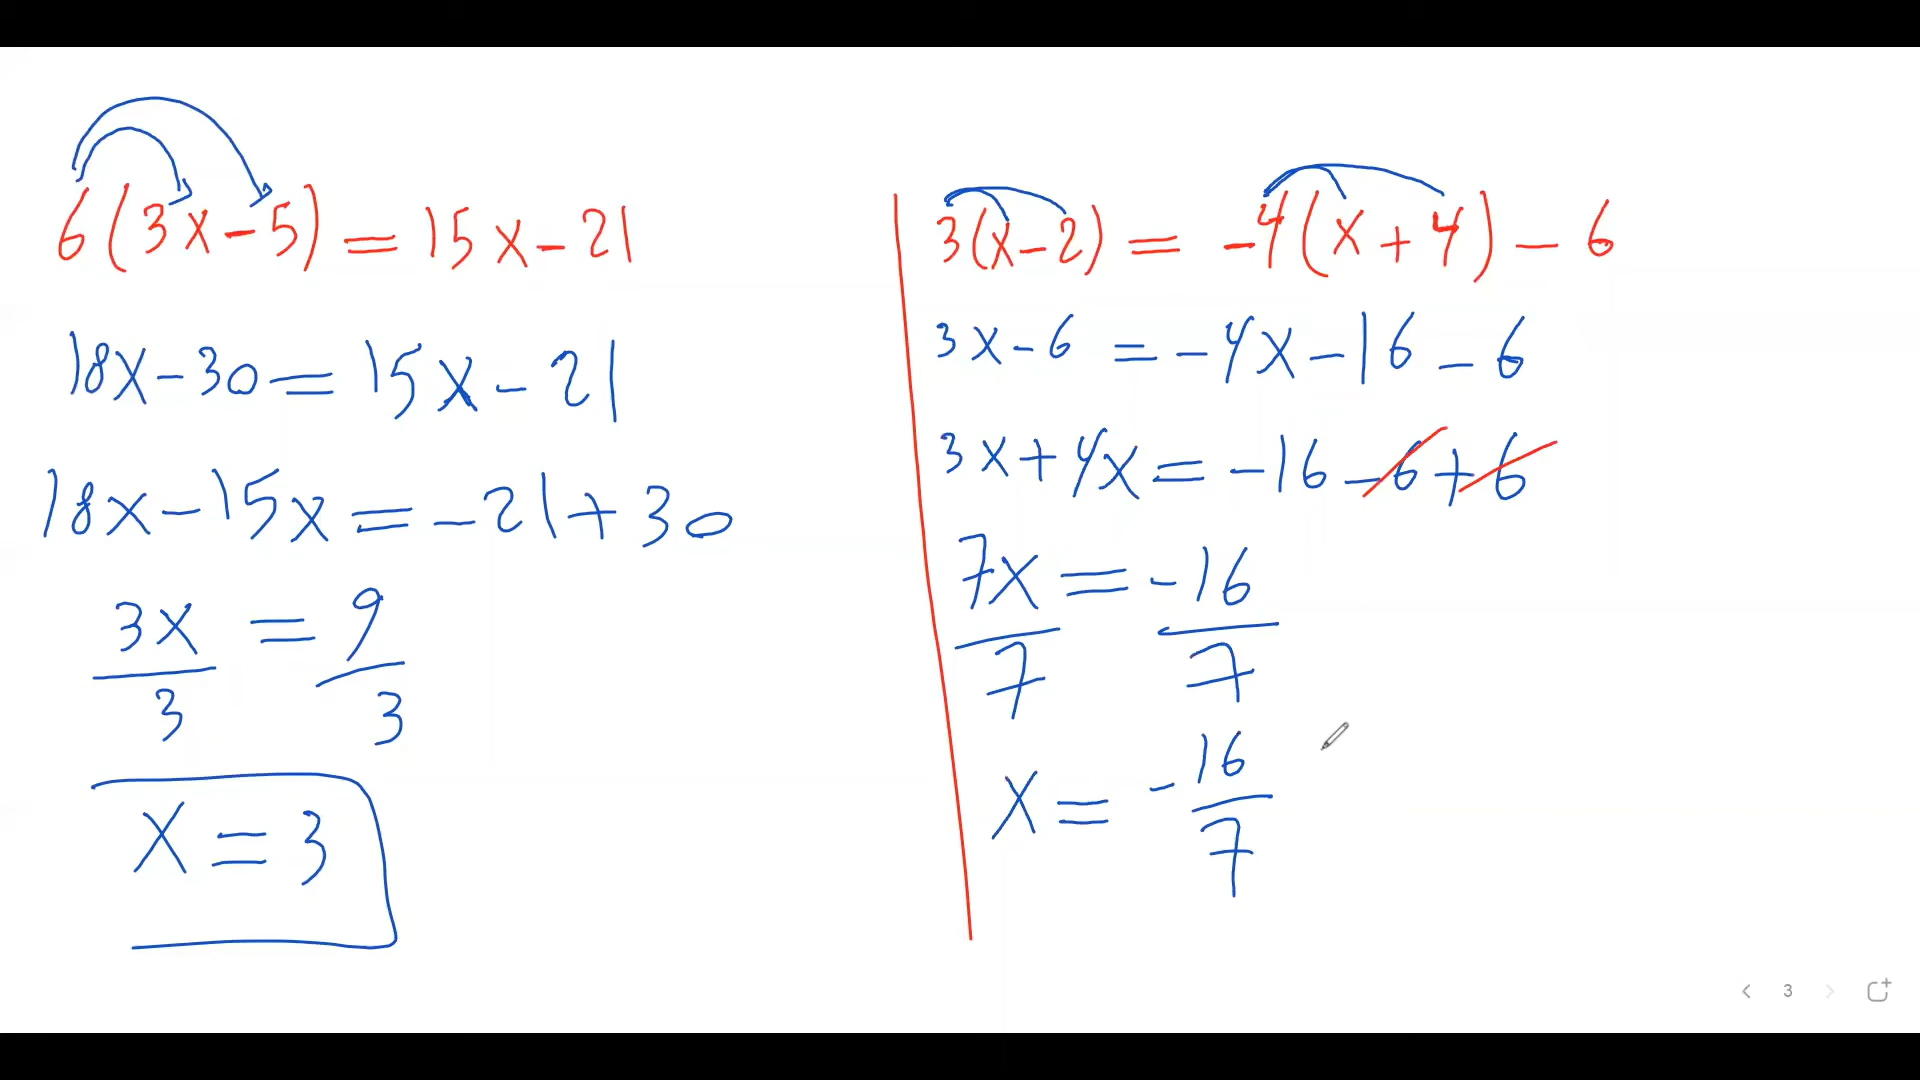 6(3x-5)=15x-21
18x-30=15x-21
18x-15x=-21+30
3x/3 = 9/3
x=3
3(x-2) = -4(x+4)-6
3x-6 = -4x-16-6
3x+4x=-16-6+6
7x/7 = -16/7
x=-16/7
< 3 >